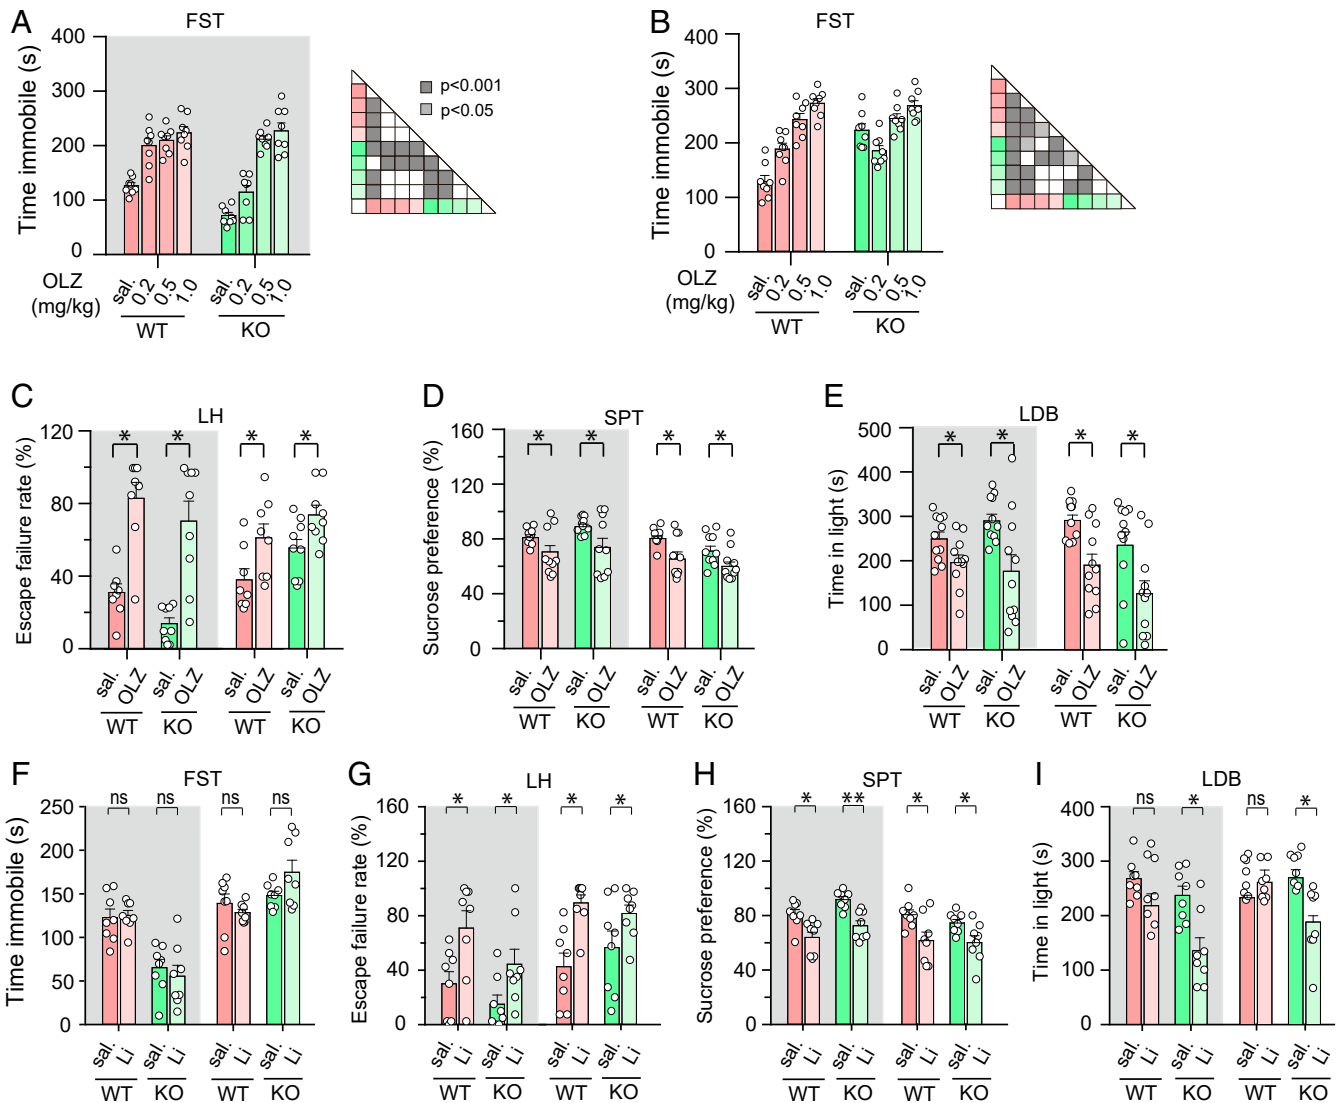 A
FST
Time immobile (s)
400
300
200
100
0
OLZ
(mg/kg)
sal.
0.2
0.5
1.0
sal.
0.2
0.5
1.0
WT
KO
p<0.001
p<0.05
B
FST
Time immobile (s)
400
300
200
100
0
OLZ
(mg/kg)
sal.
0.2
0.5
1.0
sal.
0.2
0.5
1.0
WT
KO
C
LH
Escape failure rate (%)
120
80
40
0
* * * *
sal. OLZ sal. OLZ sal. OLZ sal. OLZ
WT KO WT KO
D
SPT
Sucrose preference (%)
160
120
80
40
0
* * * *
sal. OLZ sal. OLZ sal. OLZ sal. OLZ
WT KO WT KO
E
LDB
Time in light (s)
500
400
300
200
100
0
* * * *
sal. OLZ sal. OLZ sal. OLZ sal. OLZ
WT KO WT KO
F
FST
Time immobile (s)
250
200
150
100
50
0
ns ns ns ns
sal. Li sal. Li sal. Li sal. Li
WT KO WT KO
G
LH
Escape failure rate (%)
160
120
80
40
0
* * * *
sal. Li sal. Li sal. Li sal. Li
WT KO WT KO
H
SPT
Sucrose preference (%)
160
120
80
40
0
* ** * *
sal. Li sal. Li sal. Li sal. Li
WT KO WT KO
I
LDB
Time in light (s)
400
300
200
100
0
ns * ns *
sal. Li sal. Li sal. Li sal. Li
WT KO WT KO